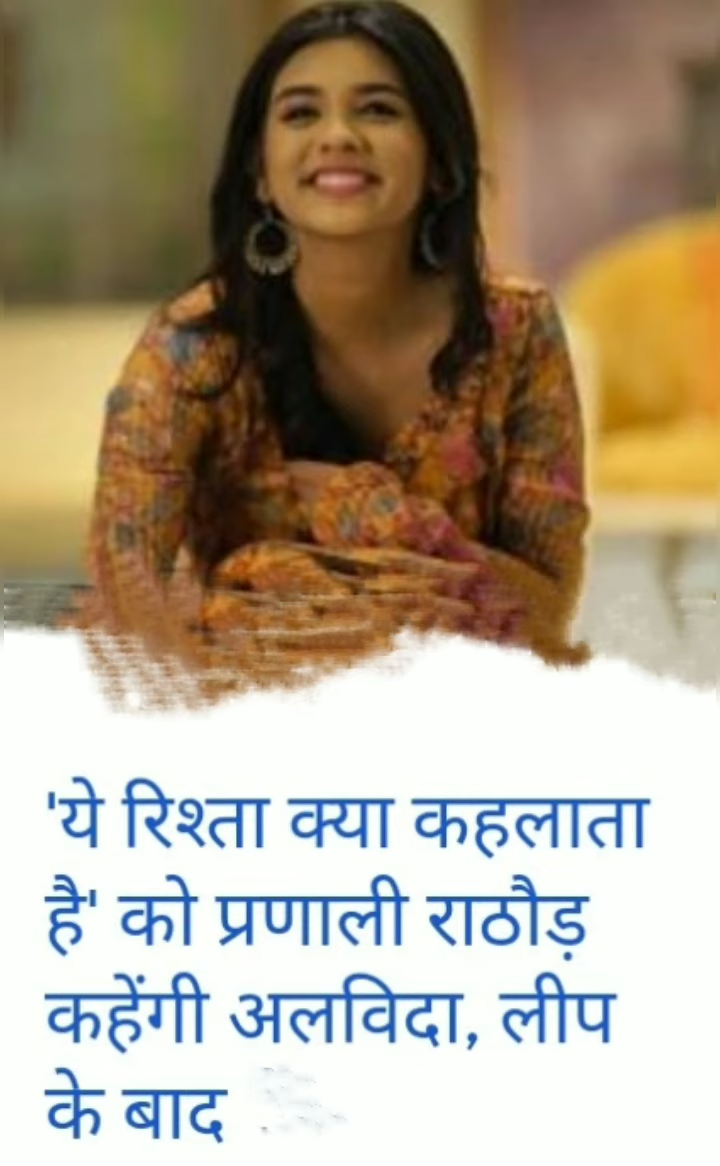 'ये रिश्ता क्या कहलाता
है' को प्रणाली राठौड़
कहेंगी अलविदा, लीप
के बाद